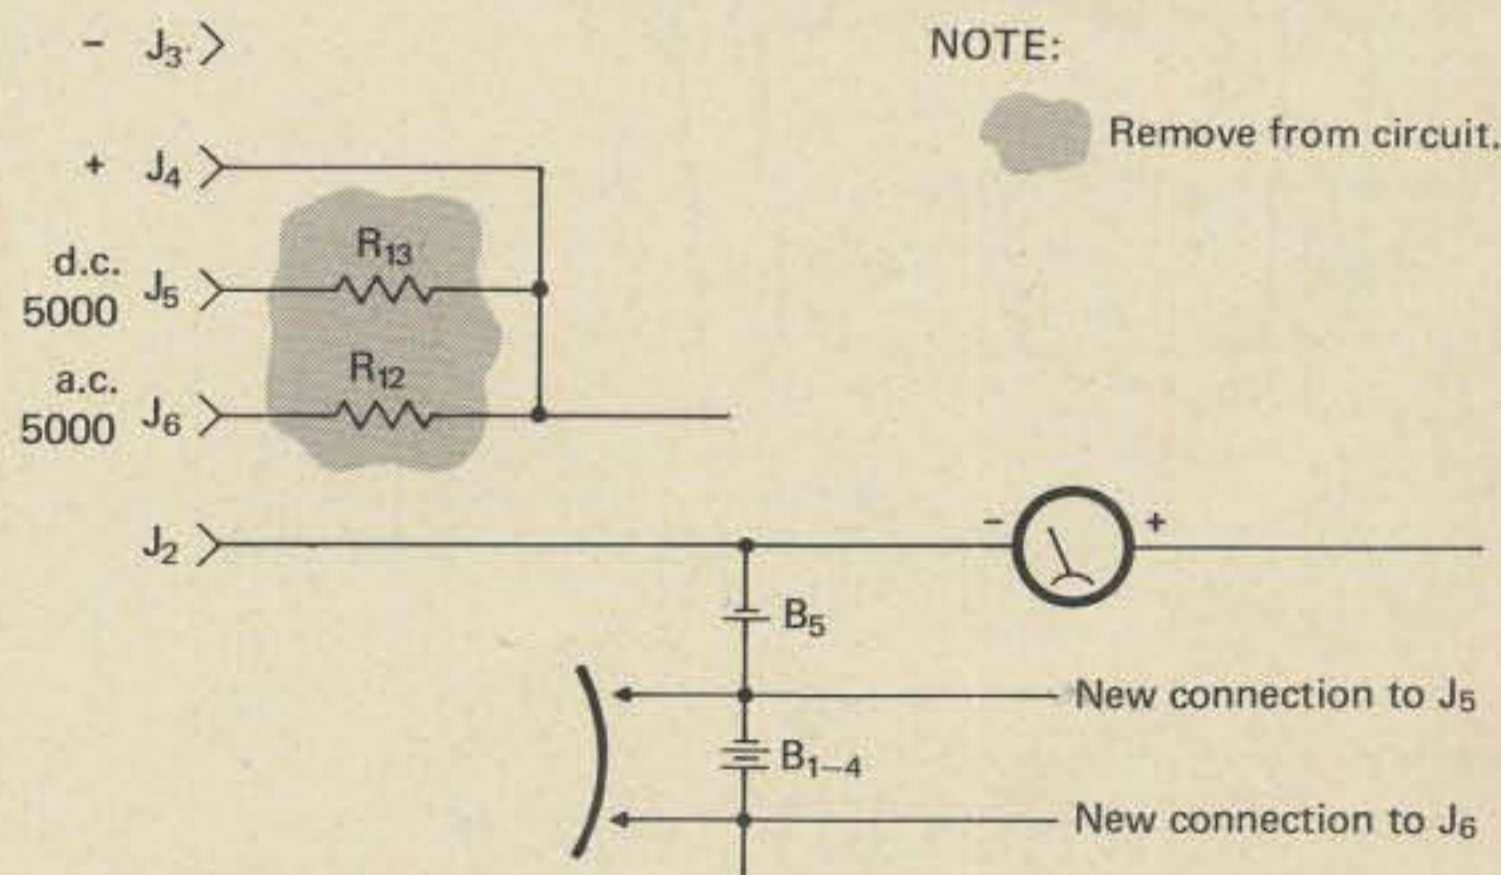 - J3
NOTE:
Remove from circuit.
+ J4
R13
d.c.
5000 J5
R12
a.c.
5000 J6
J2
- +
B5
New connection to J5
B1–4
New connection to J6